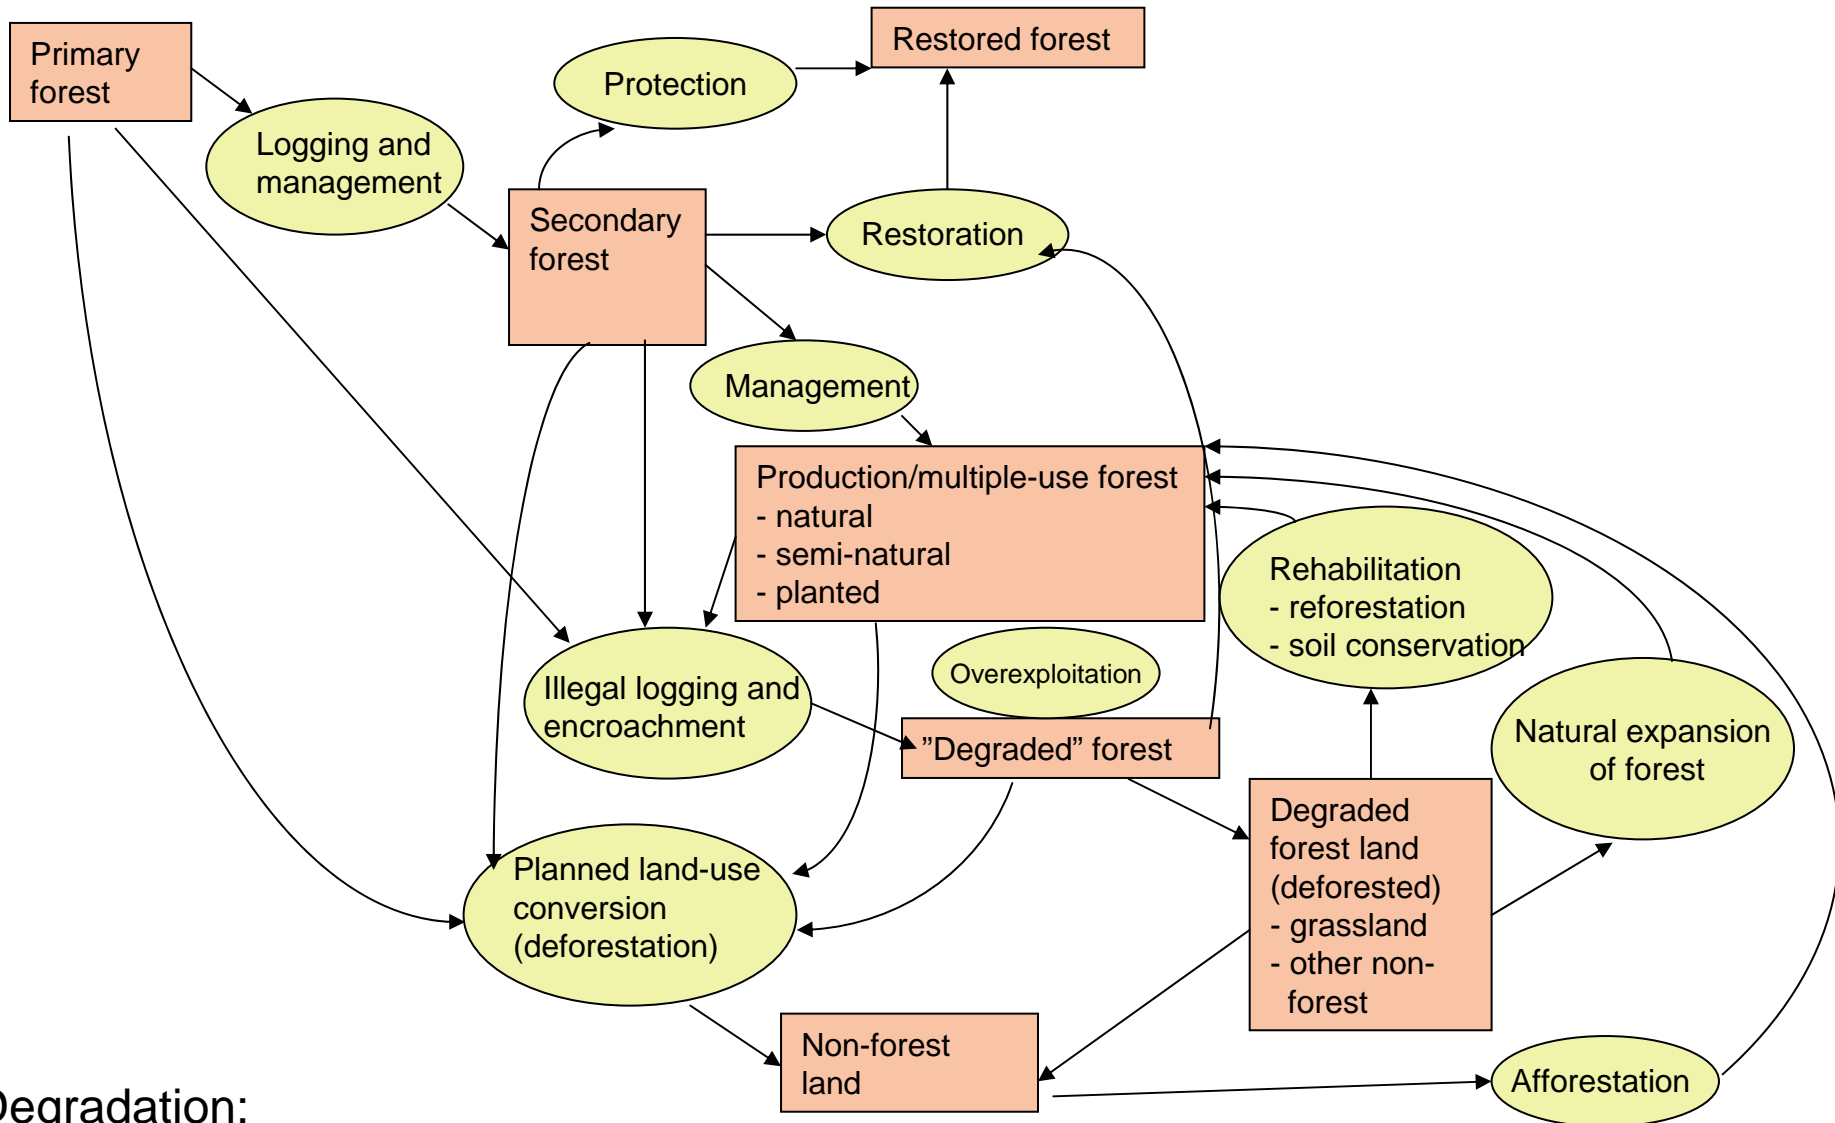 Primary
forest
Restored forest
Protection
Logging and
management
Secondary
forest
Restoration
Management
Production/multiple-use forest
- natural
- semi-natural
- planted
Rehabilitation
- reforestation
- soil conservation
Overexploitation
Illegal logging and
encroachment
”Degraded” forest
Natural expansion
of forest
Degraded
forest land
(deforested)
- grassland
- other non-
forest
Planned land-use
conversion
(deforestation)
Non-forest
land
Afforestation
Degradation: